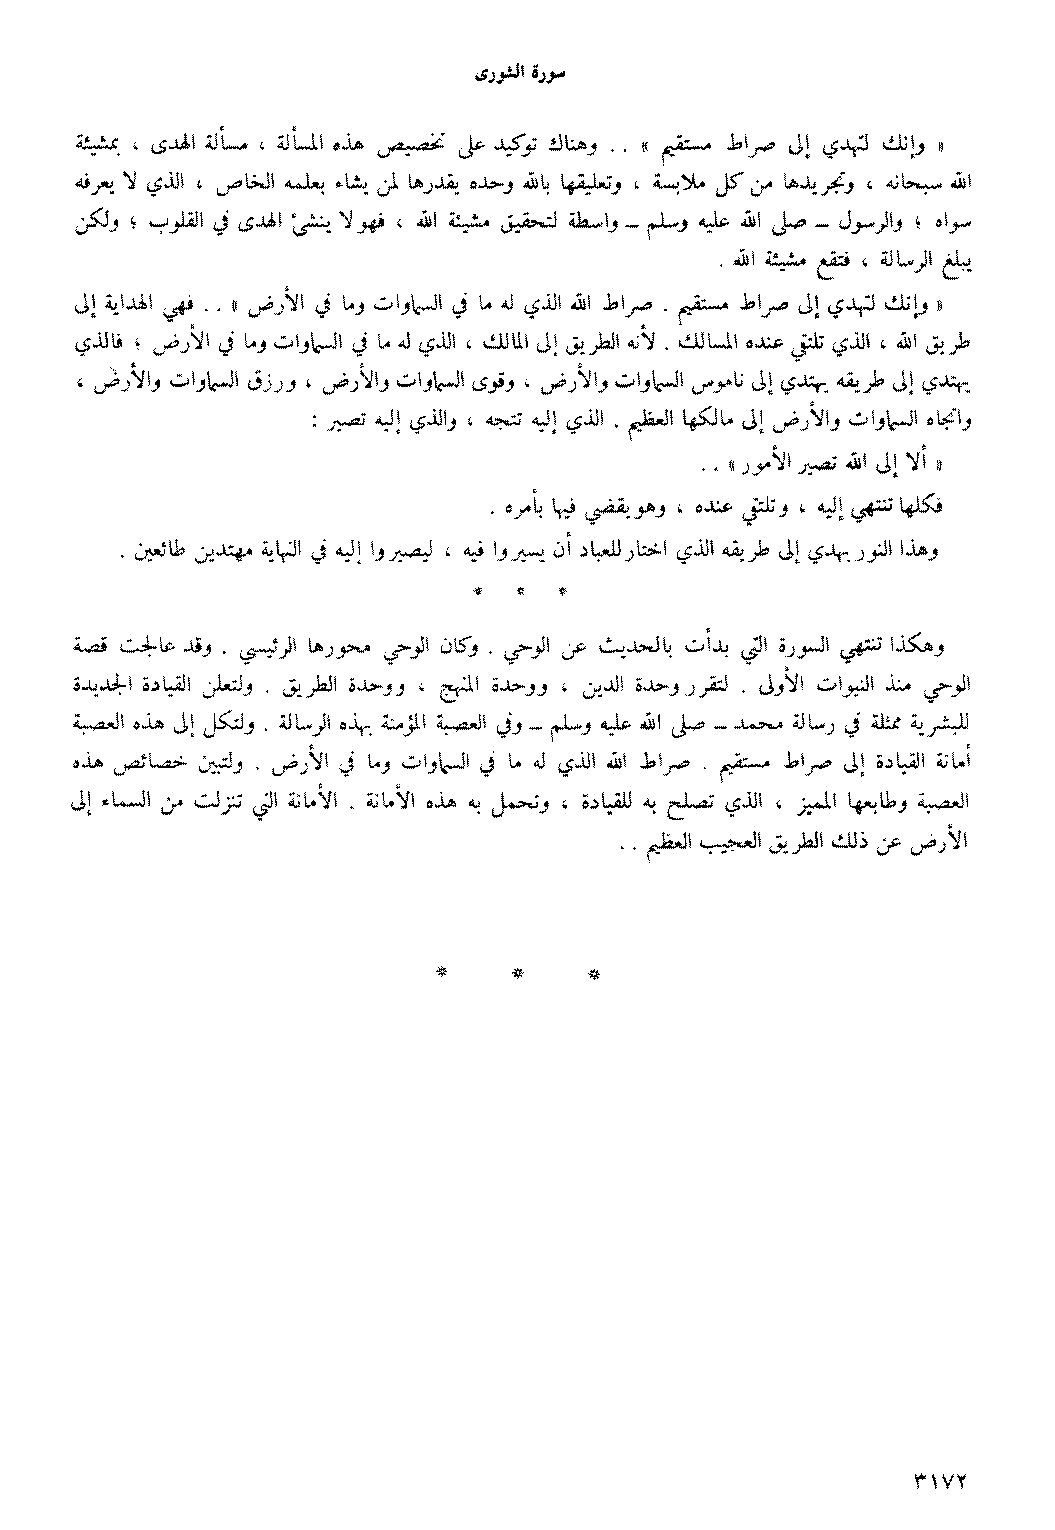 سورة الشورى
« وإنك لتهدي إلى صراط مستقيم » . . وهناك توكيد على تخصيص هذه المسألة ، مسألة الهدى ، بمشيئة
الله سبحانه ، وتجريدها من كل ملابسة ، وتعليقها بالله وحده يقدرها لمن يشاء بعلمه الخاص ، الذي لا يعرفه
سواه ؛ والرسول ـ صلى الله عليه وسلم ـ واسطة لتحقيق مشيئة الله ، فهو لا ينشئ الهدى في القلوب ؛ ولكن
يبلغ الرسالة ، فتقع مشيئة الله .
« وإنك لتهدي إلى صراط مستقيم . صراط الله الذي له ما في السماوات وما في الأرض » . . فهي الهداية إلى
طريق الله ، الذي تلتقي عنده المسالك . لأنه الطريق إلى المالك ، الذي له ما في السماوات وما في الأرض ؛ فالذي
يهتدي إلى طريقه يهتدي إلى ناموس السماوات والأرض ، وقوى السماوات والأرض ، ورزق السماوات والأرض ،
واتجاه السماوات والأرض إلى مالكها العظيم . الذي إليه تتجه ، والذي إليه تصير :
« ألا إلى الله تصير الأمور » . .
فكلها تنتهي إليه ، وتلتقي عنده ، وهو يقضي فيها بأمره .
وهذا النور يهدي إلى طريقه الذي اختار للعباد أن يسيروا فيه ، ليصيروا إليه في النهاية مهتدين طائعين .
* * *
وهكذا تنتهي السورة التي بدأت بالحديث عن الوحي . وكان الوحي محورها الرئيسي . وقد عالجت قصة
الوحي منذ النبوات الأولى . لتقرر وحدة الدين ، ووحدة المنهج ، ووحدة الطريق . ولتعلن القيادة الجديدة
للبشرية ممثلة في رسالة محمد ـ صلى الله عليه وسلم ـ وفي العصبة المؤمنة بهذه الرسالة . ولتكل إلى هذه العصبة
أمانة القيادة إلى صراط مستقيم . صراط الله الذي له ما في السماوات وما في الأرض . ولتبين خصائص هذه
العصبة وطابعها المميز ، الذي تصلح به للقيادة ، وتحمل به هذه الأمانة . الأمانة التي تنزلت من السماء إلى
الأرض عن ذلك الطريق العجيب العظيم . .
* * *
٣١٧٢